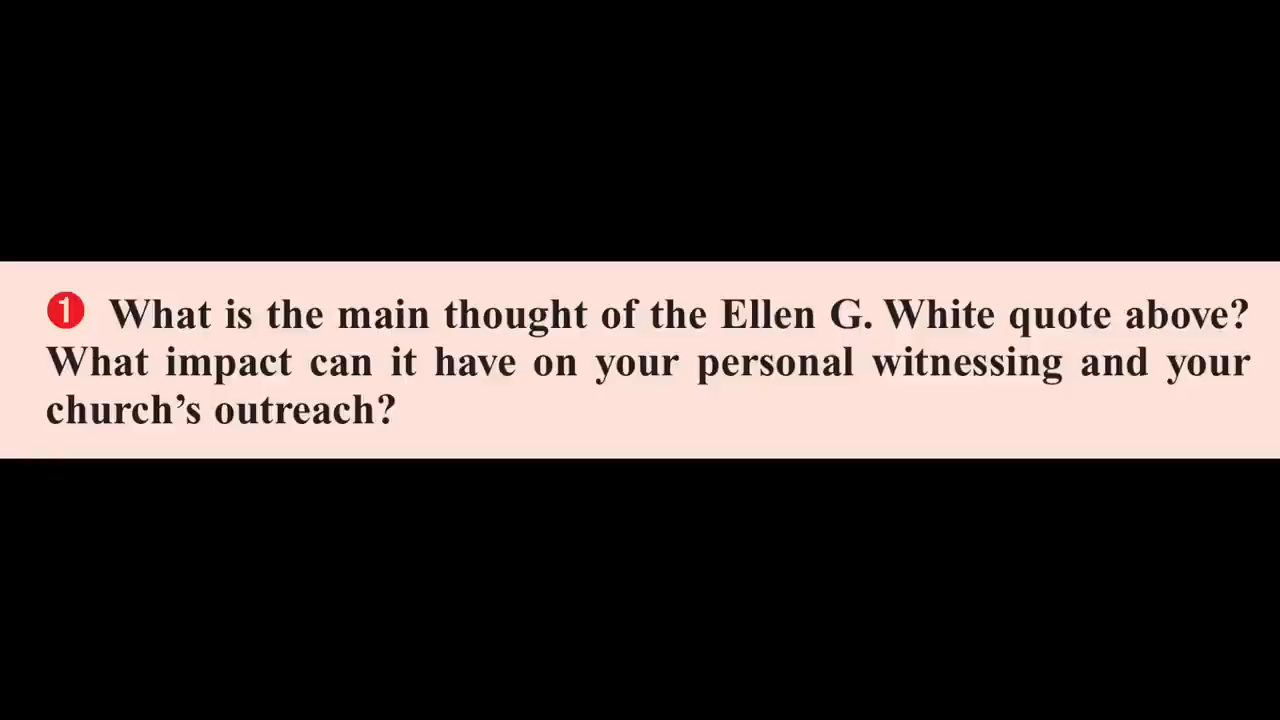 ❶ What is the main thought of the Ellen G. White quote above?
What impact can it have on your personal witnessing and your
church’s outreach?